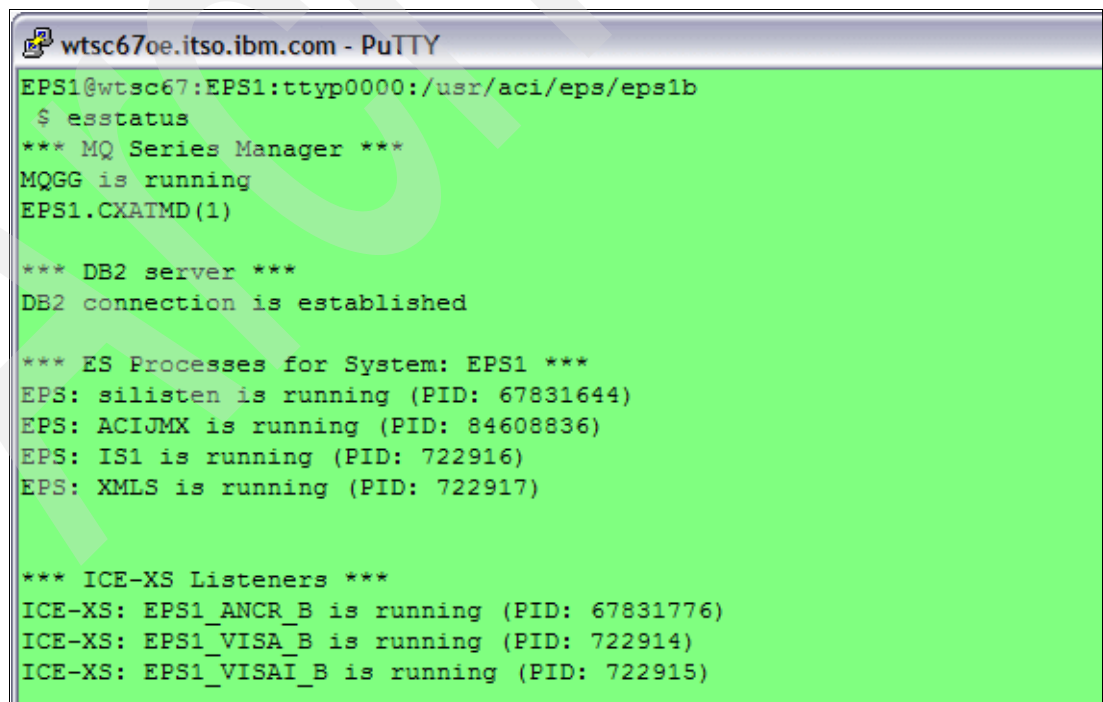 wtsc67oe.itso.ibm.com - PuTTY
EPS1@wtsc67:EPS1:ttyp0000:/usr/aci/eps/eps1b
$ esstatus
*** MQ Series Manager ***
MQGG is running
EPS1.CXATMD(1)
*** DB2 server ***
DB2 connection is established
*** ES Processes for System: EPS1 ***
EPS: silisten is running (PID: 67831644)
EPS: ACIJMX is running (PID: 84608836)
EPS: IS1 is running (PID: 722916)
EPS: XMLS is running (PID: 722917)
*** ICE-XS Listeners ***
ICE-XS: EPS1_ANCR_B is running (PID: 67831776)
ICE-XS: EPS1_VISA_B is running (PID: 722914)
ICE-XS: EPS1_VISAI_B is running (PID: 722915)